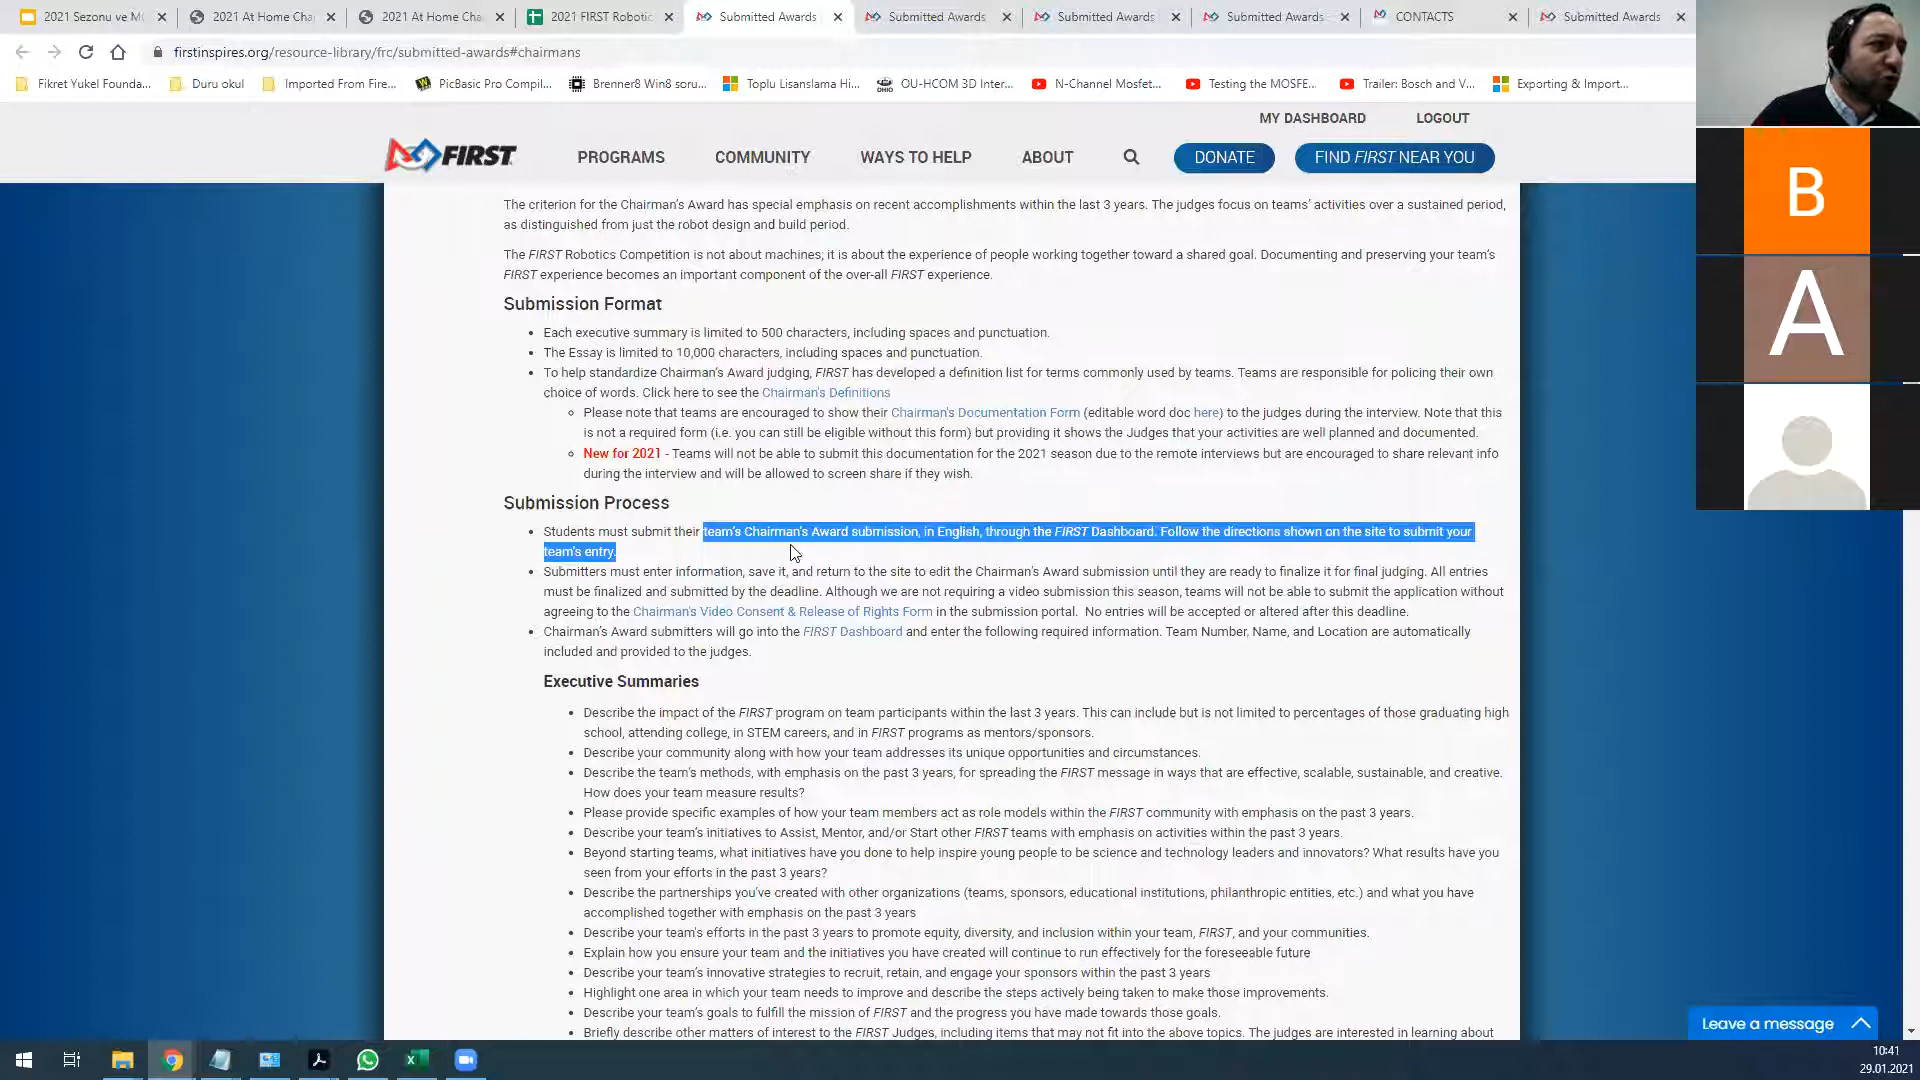 2021 Sezonu ve M
2021 At Home Cha
2021 At Home Cha
2021 FIRST Robotic
Submitted Awards
Submitted Awards
Submitted Awards
Submitted Awards
CONTACTS
Submitted Awards
firstinspires.org/resource-library/frc/submitted-awards#chairmans
Fikret Yukel Founda...
Duru okul
Imported From Fire...
PicBasic Pro Compil...
Brenner8 Win8 soru...
Toplu Lisanslama Hi...
OU-HCOM 3D Inter...
N-Channel Mosfet...
Testing the MOSFE...
Trailer: Bosch and V...
Exporting & Import...
MY DASHBOARD
LOGOUT
FIRST
PROGRAMS
COMMUNITY
WAYS TO HELP
ABOUT
DONATE
FIND FIRST NEAR YOU
The criterion for the Chairman's Award has special emphasis on recent accomplishments within the last 3 years. The judges focus on teams' activities over a sustained period,
as distinguished from just the robot design and build period.
The FIRST Robotics Competition is not about machines; it is about the experience of people working together toward a shared goal. Documenting and preserving your team's
FIRST experience becomes an important component of the over-all FIRST experience.
Submission Format
• Each executive summary is limited to 500 characters, including spaces and punctuation.
• The Essay is limited to 10,000 characters, including spaces and punctuation.
• To help standardize Chairman's Award judging, FIRST has developed a definition list for terms commonly used by teams. Teams are responsible for policing their own
choice of words. Click here to see the Chairman's Definitions
Please note that teams are encouraged to show their Chairman's Documentation Form (editable word doc here) to the judges during the interview. Note that this
is not a required form (i.e. you can still be eligible without this form) but providing it shows the Judges that your activities are well planned and documented.
New for 2021 - Teams will not be able to submit this documentation for the 2021 season due to the remote interviews but are encouraged to share relevant info
during the interview and will be allowed to screen share if they wish.
Submission Process
• Students must submit their team's Chairman's Award submission, in English, through the FIRST Dashboard. Follow the directions shown on the site to submit your
team's entry.
• Submitters must enter information, save it, and return to the site to edit the Chairman's Award submission until they are ready to finalize it for final judging. All entries
must be finalized and submitted by the deadline. Although we are not requiring a video submission this season, teams will not be able to submit the application without
agreeing to the Chairman's Video Consent & Release of Rights Form in the submission portal. No entries will be accepted or altered after this deadline.
• Chairman's Award submitters will go into the FIRST Dashboard and enter the following required information. Team Number, Name, and Location are automatically
included and provided to the judges.
Executive Summaries
• Describe the impact of the FIRST program on team participants within the last 3 years. This can include but is not limited to percentages of those graduating high
school, attending college, in STEM careers, and in FIRST programs as mentors/sponsors.
• Describe your community along with how your team addresses its unique opportunities and circumstances.
• Describe the team's methods, with emphasis on the past 3 years, for spreading the FIRST message in ways that are effective, scalable, sustainable, and creative.
How does your team measure results?
• Please provide specific examples of how your team members act as role models within the FIRST community with emphasis on the past 3 years.
• Describe your team's initiatives to Assist, Mentor, and/or Start other FIRST teams with emphasis on activities within the past 3 years.
• Beyond starting teams, what initiatives have you done to help inspire young people to be science and technology leaders and innovators? What results have you
seen from your efforts in the past 3 years?
• Describe the partnerships you've created with other organizations (teams, sponsors, educational institutions, philanthropic entities, etc.) and what you have
accomplished together with emphasis on the past 3 years
• Describe your team's efforts in the past 3 years to promote equity, diversity, and inclusion within your team, FIRST, and your communities.
• Explain how you ensure your team and the initiatives you have created will continue to run effectively for the foreseeable future
• Describe your team's innovative strategies to recruit, retain, and engage your sponsors within the past 3 years
• Highlight one area in which your team needs to improve and describe the steps actively being taken to make those improvements.
• Describe your team's goals to fulfill the mission of FIRST and the progress you have made towards those goals.
• Briefly describe other matters of interest to the FIRST Judges, including items that may not fit into the above topics. The judges are interested in learning about
B
A
Leave a message
10:41
29.01.2021